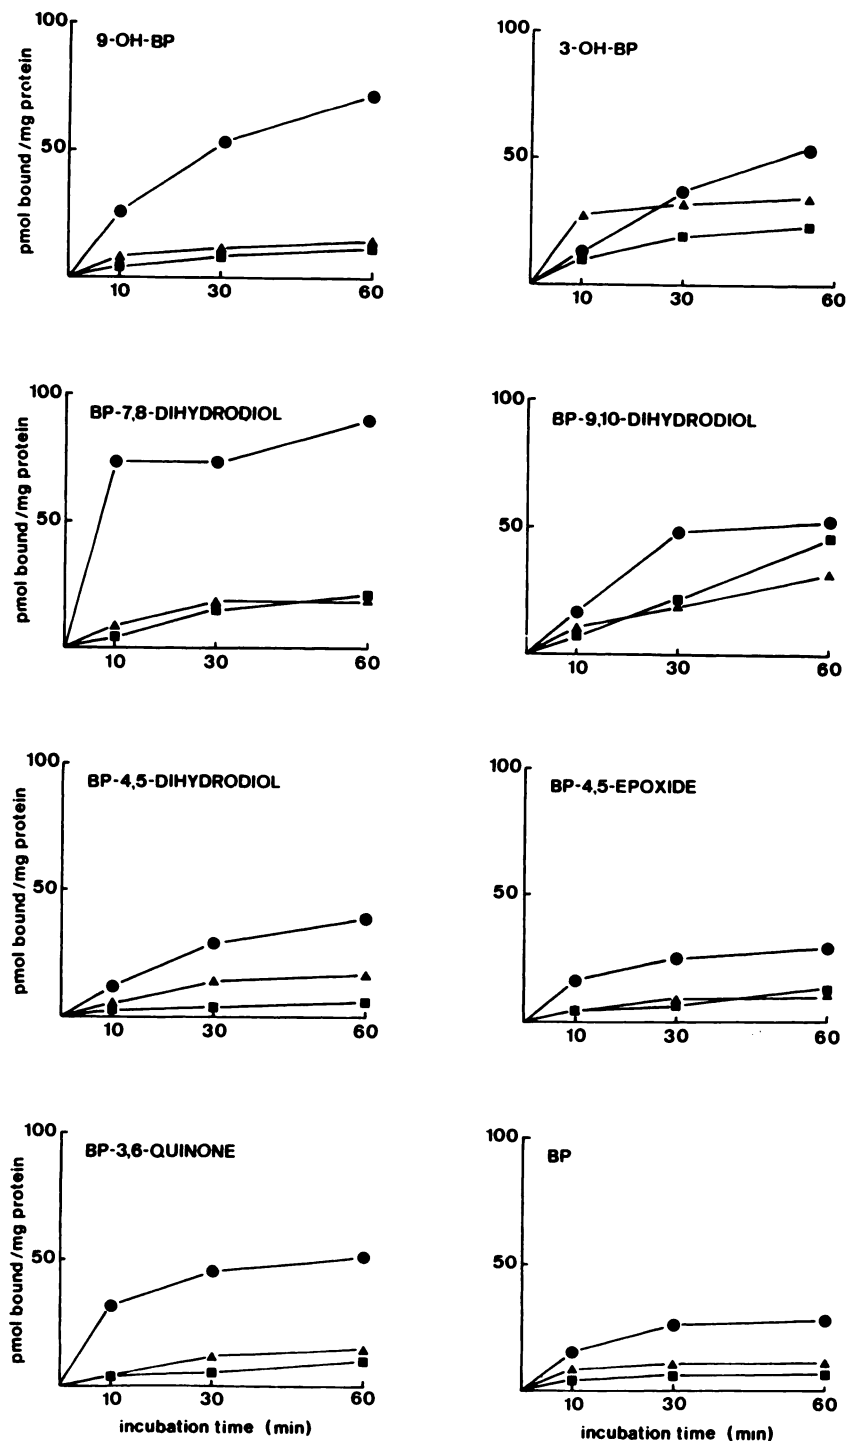 100
9-OH-BP
50
pmol bound/mg protein
10 30 60
100
3-OH-BP
50
10 30 60
100
BP-7,8-DIHYDRODIOL
50
pmol bound/mg protein
10 30 60
100
BP-9,10-DIHYDRODIOL
50
10 30 60
100
BP-4,5-DIHYDRODIOL
50
pmol bound/mg protein
10 30 60
100
BP-4,5-EPOXIDE
50
10 30 60
100
BP-3,6-QUINONE
50
pmol bound/mg protein
10 30 60
incubation time (min)
100
BP
50
10 30 60
incubation time (min)